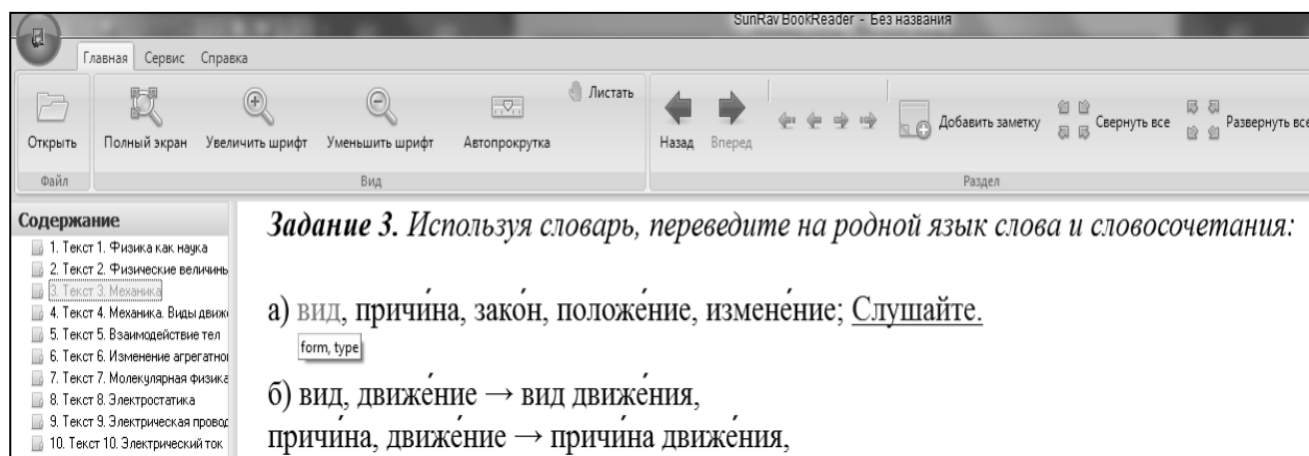 SunRav BookReader - Без названия
Главная Сервис Справка
Открыть
Полный экран
Увеличить шрифт
Уменьшить шрифт
Автопрокрутка
Листать
Назад
Вперед
Добавить заметку
Свернуть все
Развернуть все
Файл
Вид
Раздел
Содержание
1. Текст 1. Физика как наука
2. Текст 2. Физические величины
3. Текст 3. Механика
4. Текст 4. Механика. Виды движ
5. Текст 5. Взаимодействие тел
6. Текст 6. Изменение агрегатно
7. Текст 7. Молекулярная физика
8. Текст 8. Электростатика
9. Текст 9. Электрическая провод
10. Текст 10. Электрический ток
Задание 3. Используя словарь, переведите на родной язык слова и словосочетания:
а) вид, причи́на, зако́н, положе́ние, измене́ние; Слушайте.
form, type
б) вид, движе́ние → вид движе́ния,
причи́на, движе́ние → причи́на движе́ния,